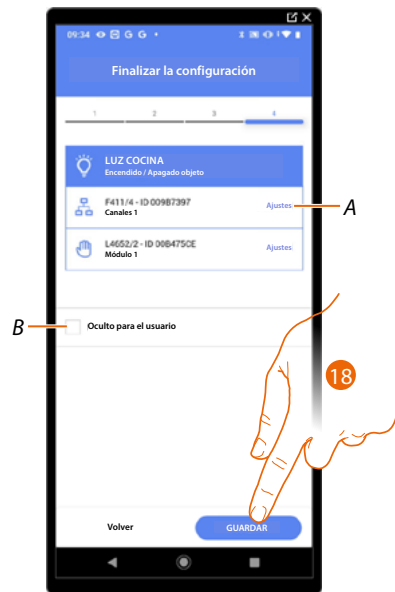 09:34 G G
Finalizar la configuración
1 2 3 4
LUZ COCINA
Encendido / Apagado objeto
F411/4 - ID 009B7397
Canales 1
Ajustes
A
L4652/2 - ID 00B475CE
Módulo 1
Ajustes
B
Oculto para el usuario
18
Volver
GUARDAR